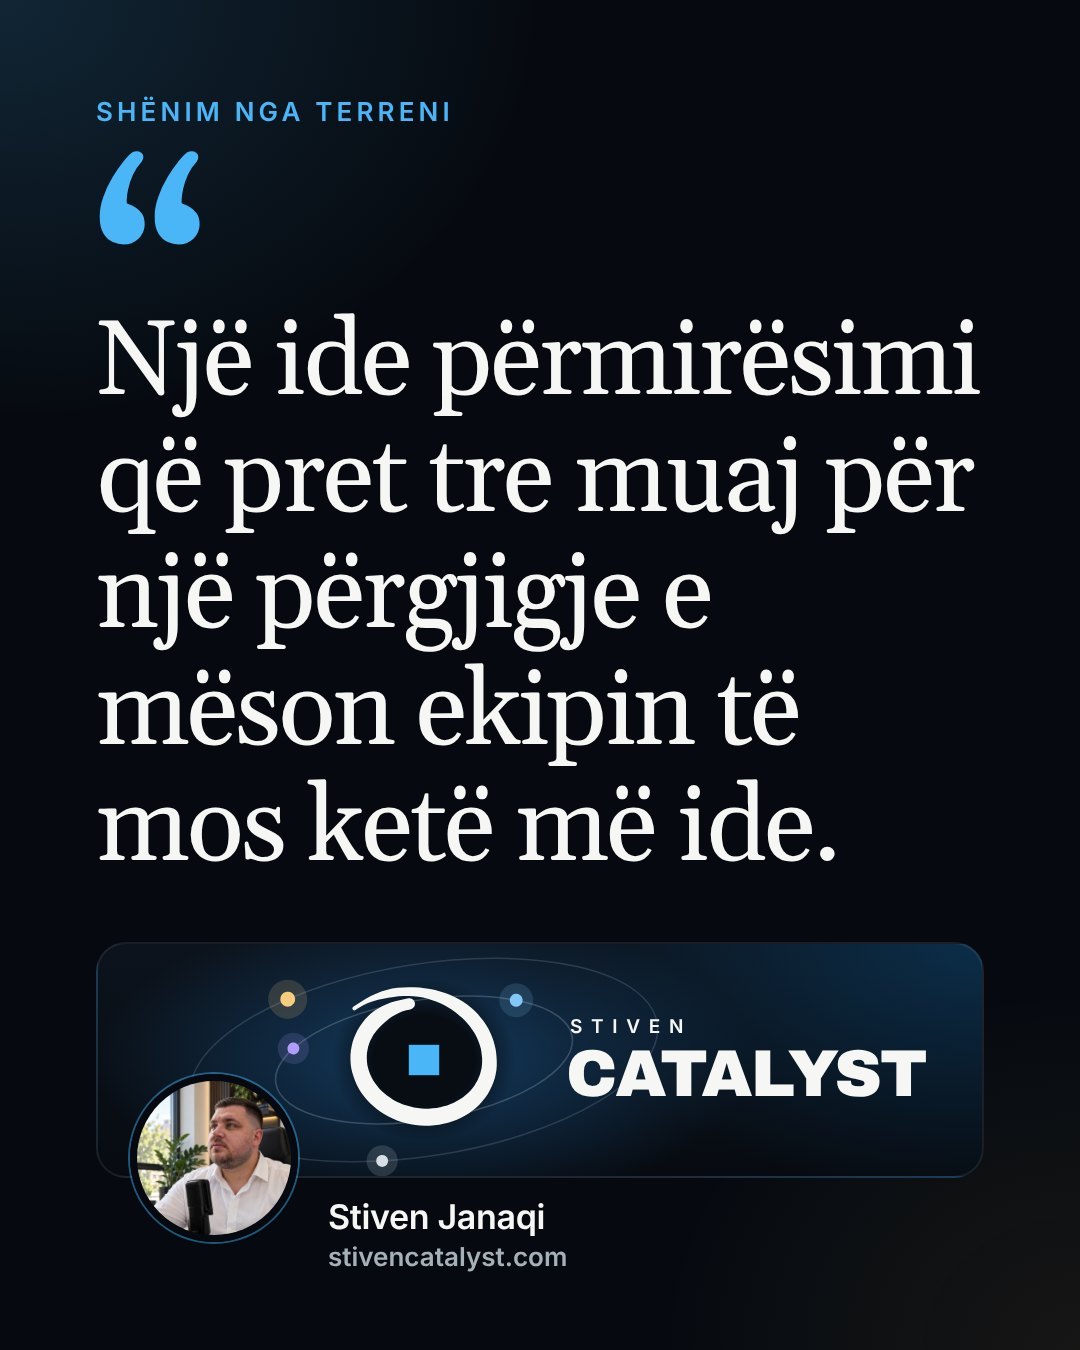 SHËNIM NGA TERRENI
“
Një ide përmirësimi
që pret tre muaj për
një përgjigje e
mëson ekipin të
mos ketë më ide.
STIVEN
CATALYST
Stiven Janaqi
stivencatalyst.com